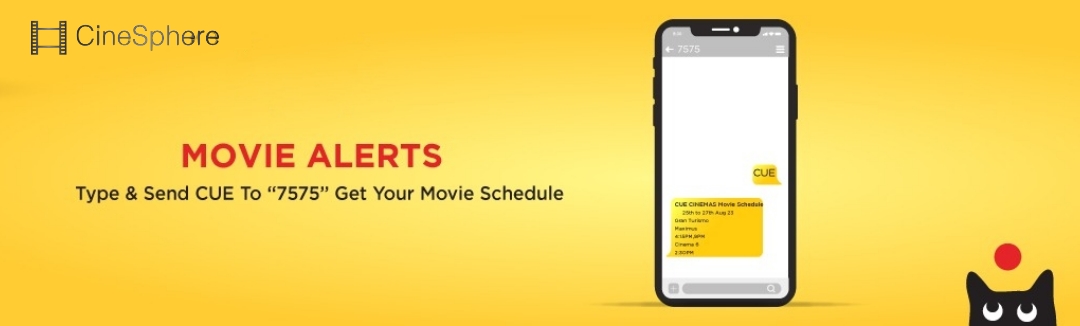 CineSphere
MOVIE ALERTS
Type & Send CUE To “7575” Get Your Movie Schedule
7575
CUE
CUE CINEMAS Movie Schedule
25th to 27th Aug 23
Gran Turismo
Maximus
4:15PM,8PM
Cinema 8
2:30PM